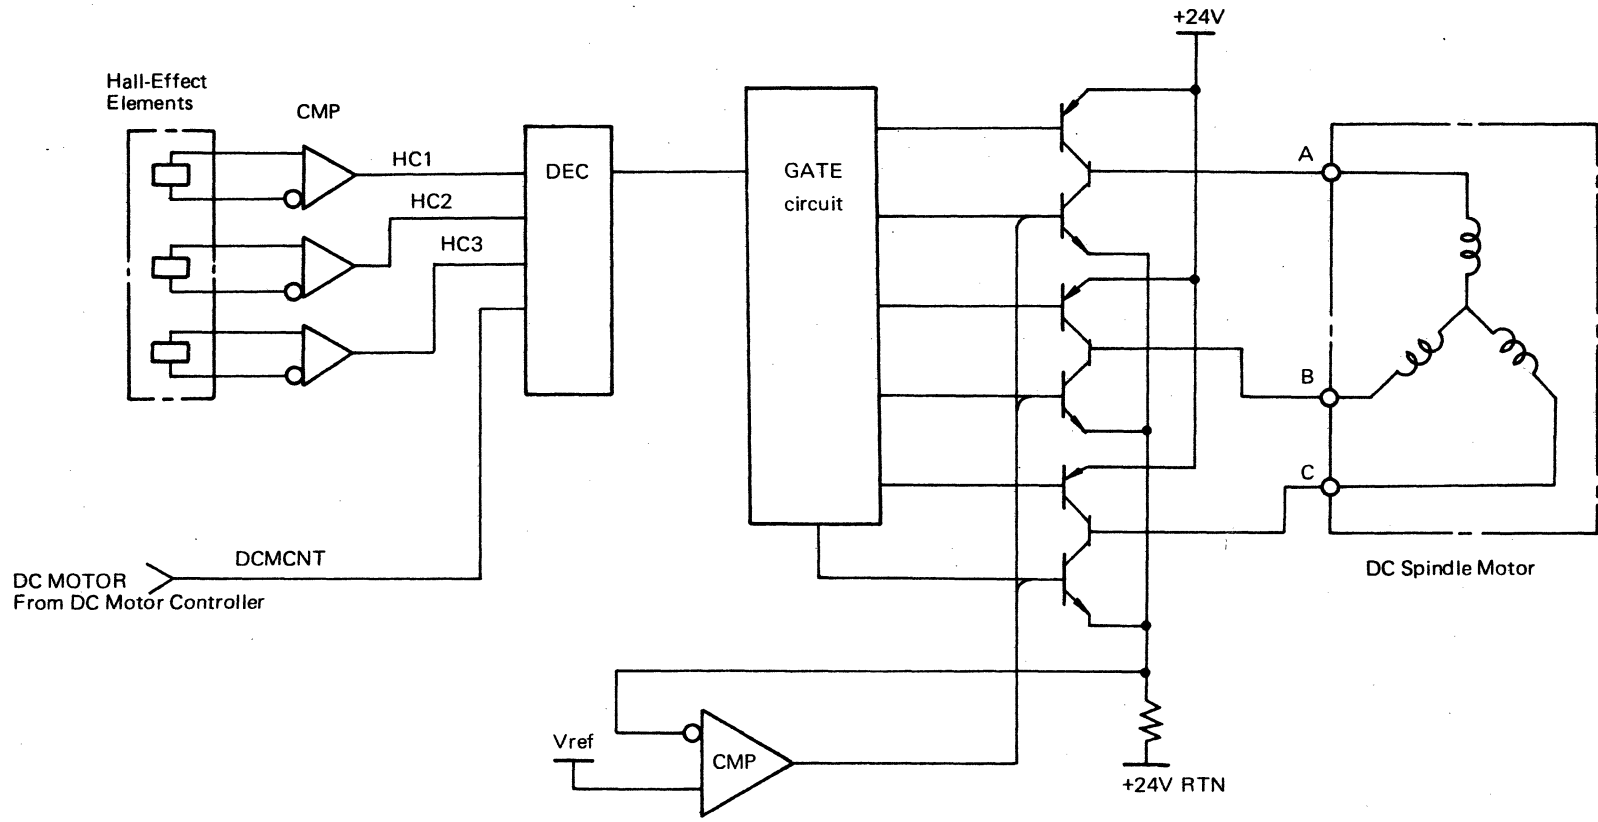 +24V
Hall-Effect
Elements
CMP
HC1
HC2
HC3
DEC
GATE
circuit
A
B
C
DC Spindle Motor
DCMCNT
DC MOTOR
From DC Motor Controller
Vref
CMP
+24V RTN